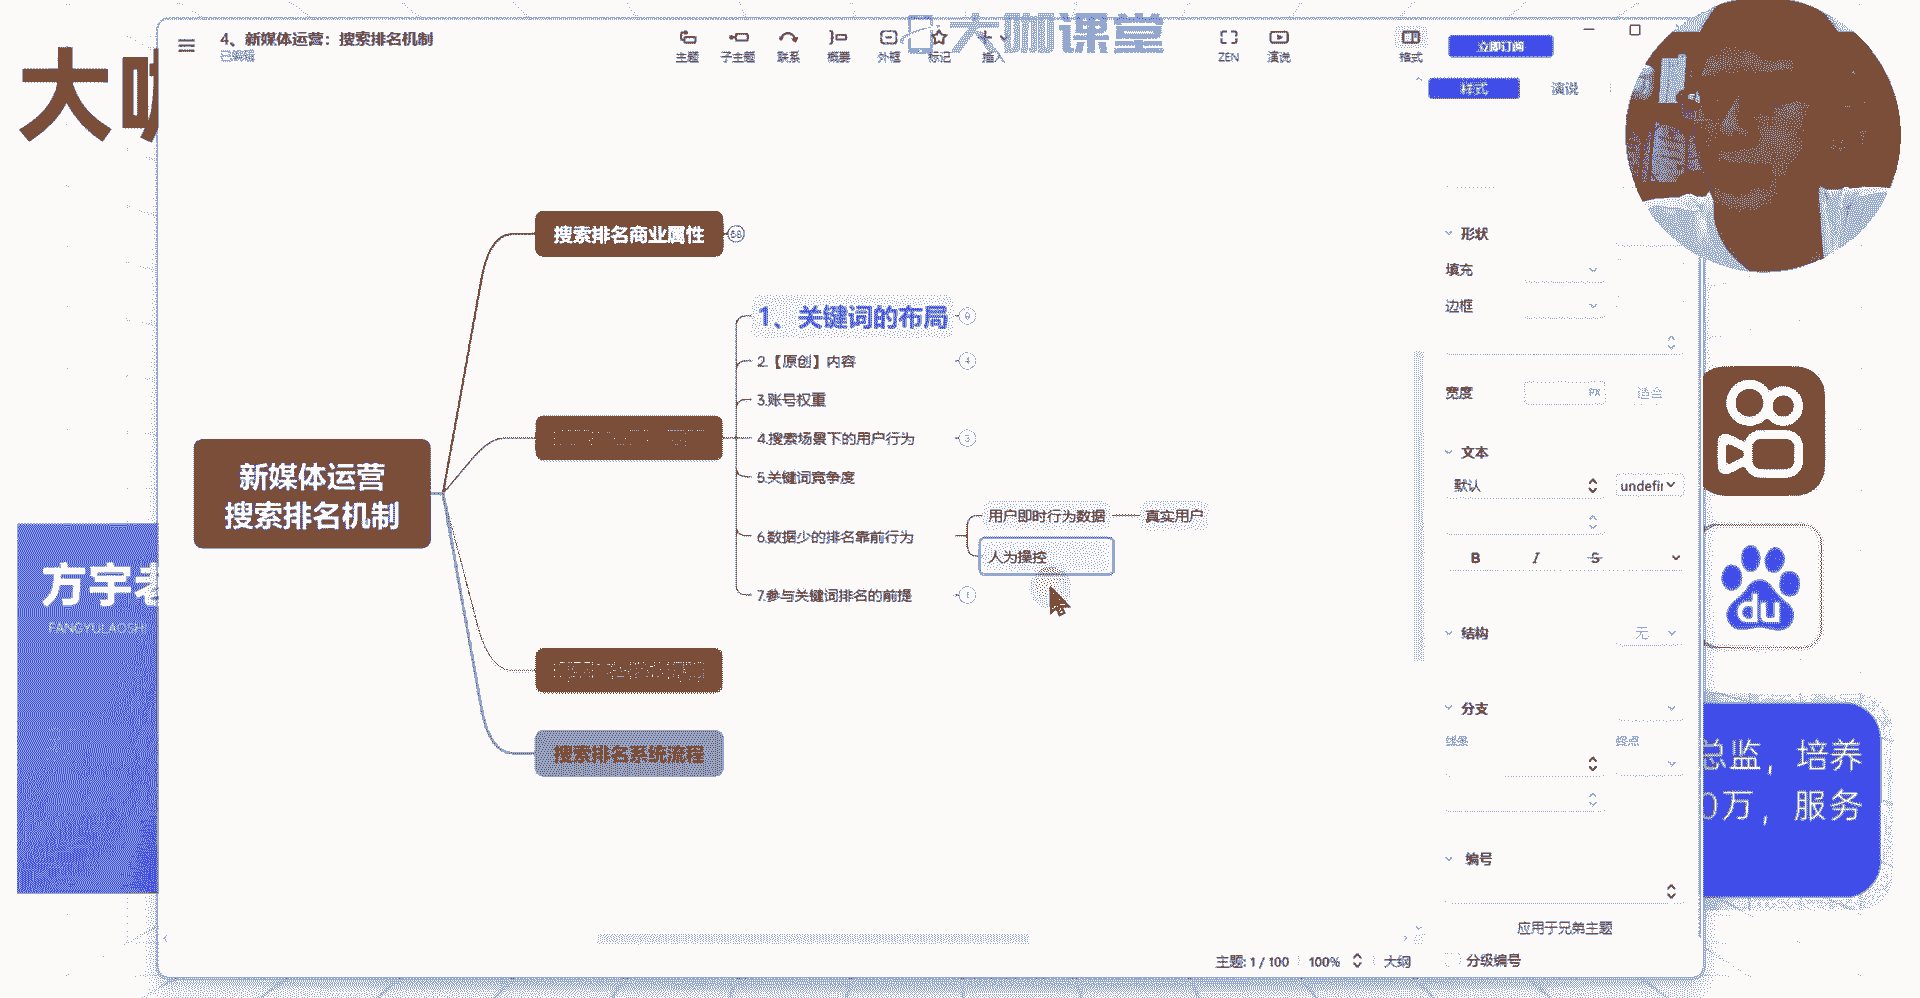 大咖课堂
4、新媒体运营：搜索排名机制
已编辑
主题
子主题
联系
概要
外框
标记
插入
ZEN
演说
格式
立即订阅
样式
演说
大咖
形状
填充
边框
宽度
PX
适合
文本
默认
B
I
S
结构
无
分支
线条
终点
编号
应用于兄弟主题
分级编号
搜索排名商业属性
1、关键词的布局
9
2.【原创】内容
4
3.账号权重
4.搜索场景下的用户行为
3
5.关键词竞争度
6.数据少的排名靠前行为
用户即时行为数据
真实用户
人为操控
7.参与关键词排名的前提
1
新媒体运营
搜索排名机制
搜索排名系统流程
方宇老
FANGYULAOSHI
du
总监，培养
0万，服务
主题: 1 / 100
100%
大纲